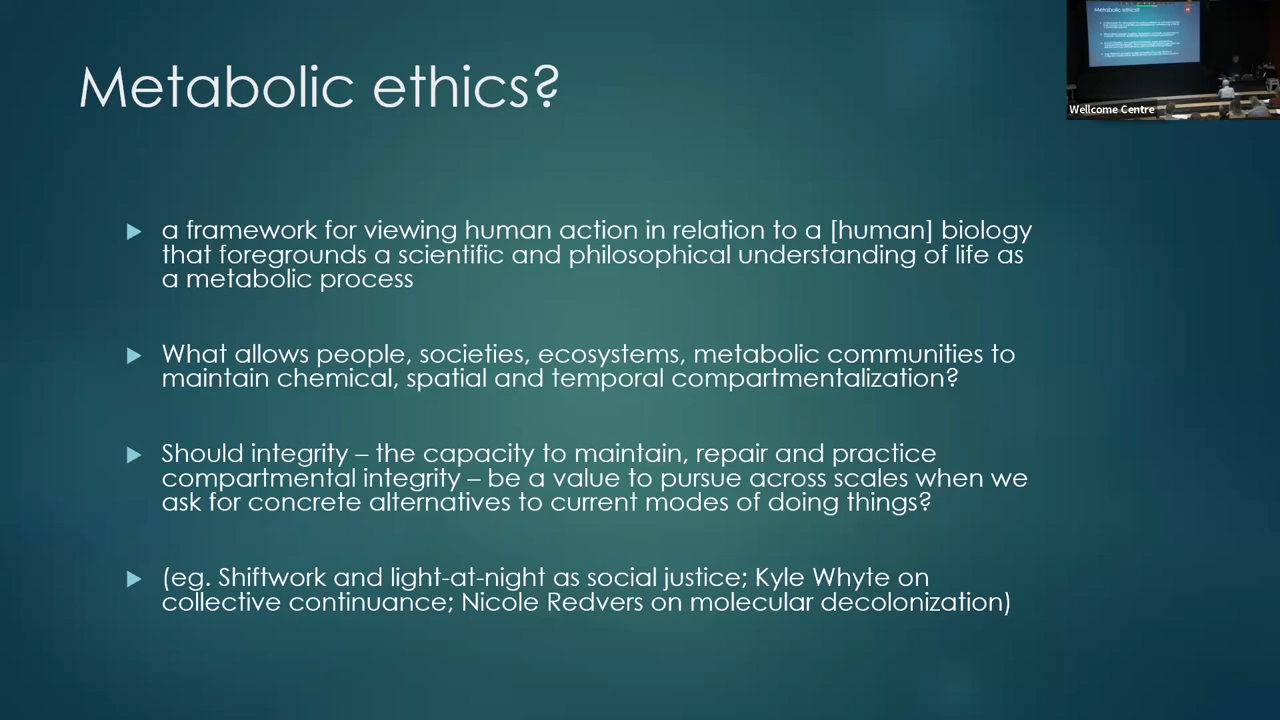 Metabolic ethics?
Wellcome Centre
a framework for viewing human action in relation to a [human] biology
that foregrounds a scientific and philosophical understanding of life as
a metabolic process
What allows people, societies, ecosystems, metabolic communities to
maintain chemical, spatial and temporal compartmentalization?
Should integrity – the capacity to maintain, repair and practice
compartmental integrity – be a value to pursue across scales when we
ask for concrete alternatives to current modes of doing things?
(eg. Shiftwork and light-at-night as social justice; Kyle Whyte on
collective continuance; Nicole Redvers on molecular decolonization)